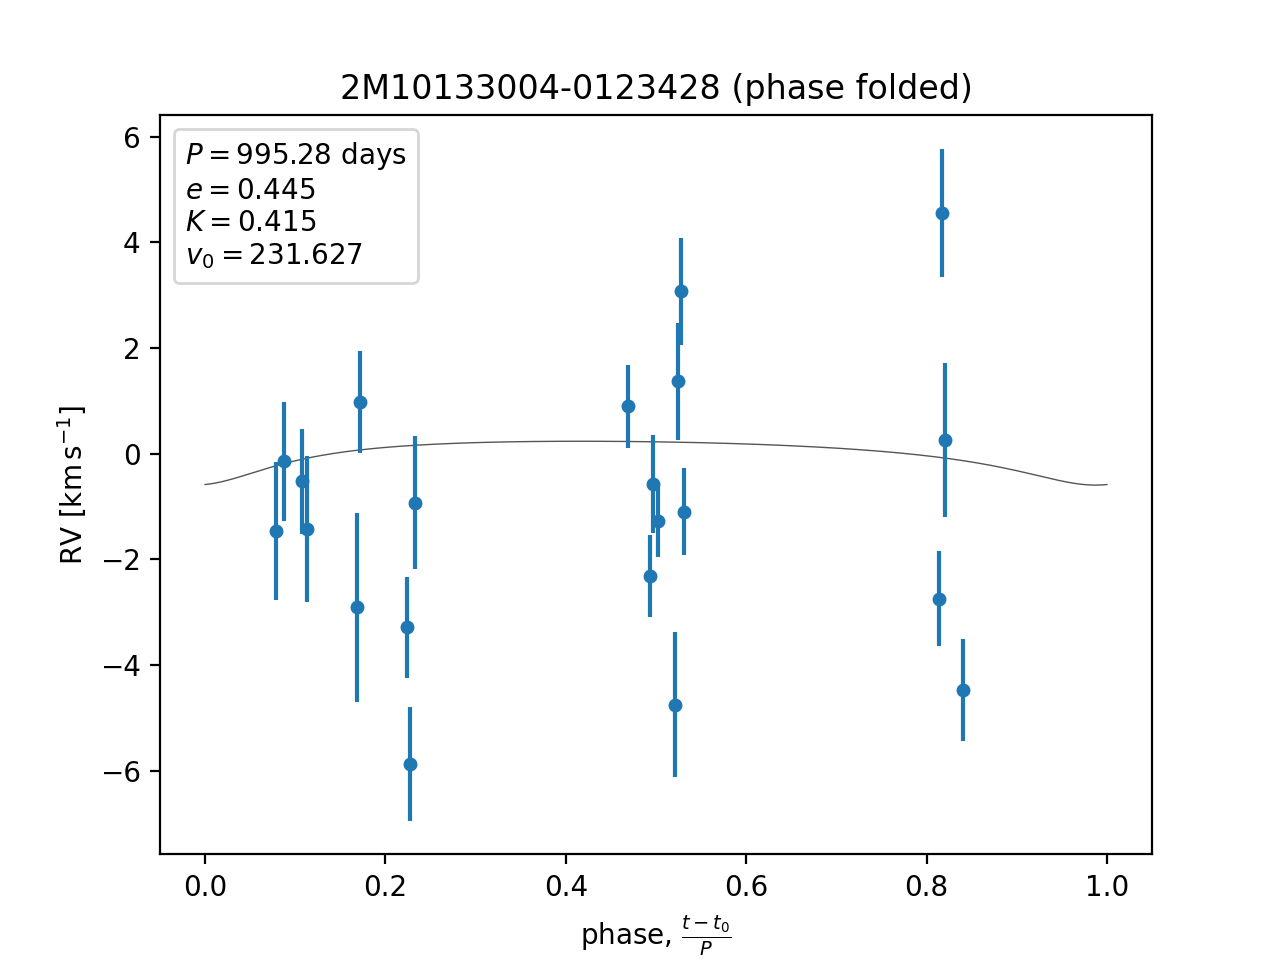 2M10133004-0123428 (phase folded)
P = 995.28 days
e = 0.445
K = 0.415
v₀ = 231.627
6
4
2
0
−2
−4
−6
RV [km s⁻¹]
0.0 0.2 0.4 0.6 0.8 1.0
phase, (t − t₀)/P